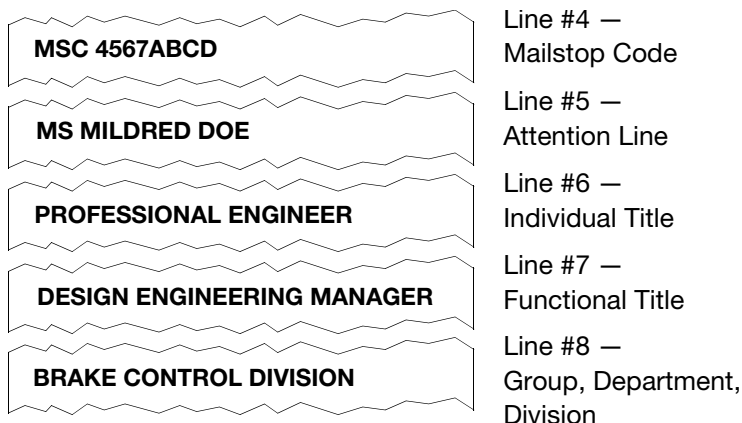 MSC 4567ABCD
Line #4 —
Mailstop Code
MS MILDRED DOE
Line #5 —
Attention Line
PROFESSIONAL ENGINEER
Line #6 —
Individual Title
DESIGN ENGINEERING MANAGER
Line #7 —
Functional Title
BRAKE CONTROL DIVISION
Line #8 —
Group, Department,
Division